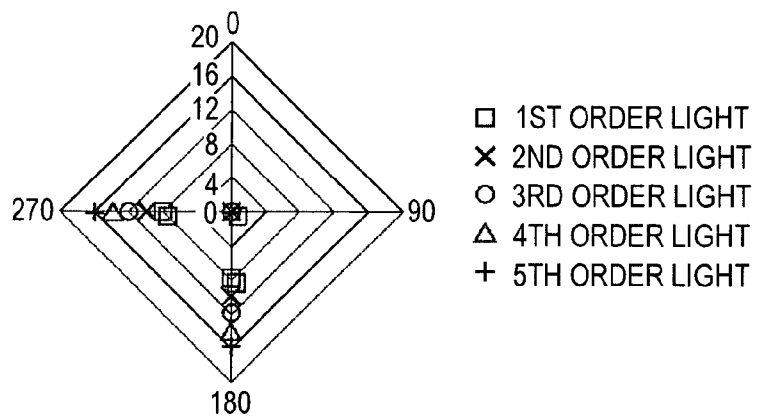 0
20
16
12
8
4
0
270
90
180
1ST ORDER LIGHT
2ND ORDER LIGHT
3RD ORDER LIGHT
4TH ORDER LIGHT
5TH ORDER LIGHT